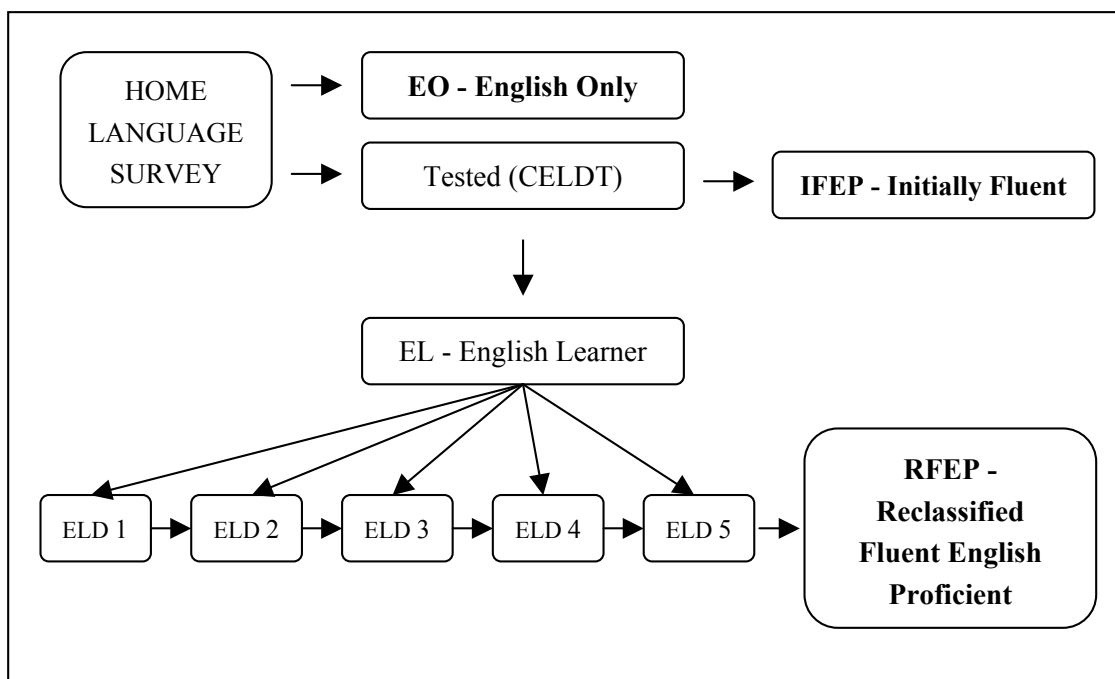 HOME
LANGUAGE
SURVEY
EO - English Only
Tested (CELDT)
IFEP - Initially Fluent
EL - English Learner
ELD 1
ELD 2
ELD 3
ELD 4
ELD 5
RFEP -
Reclassified
Fluent English
Proficient